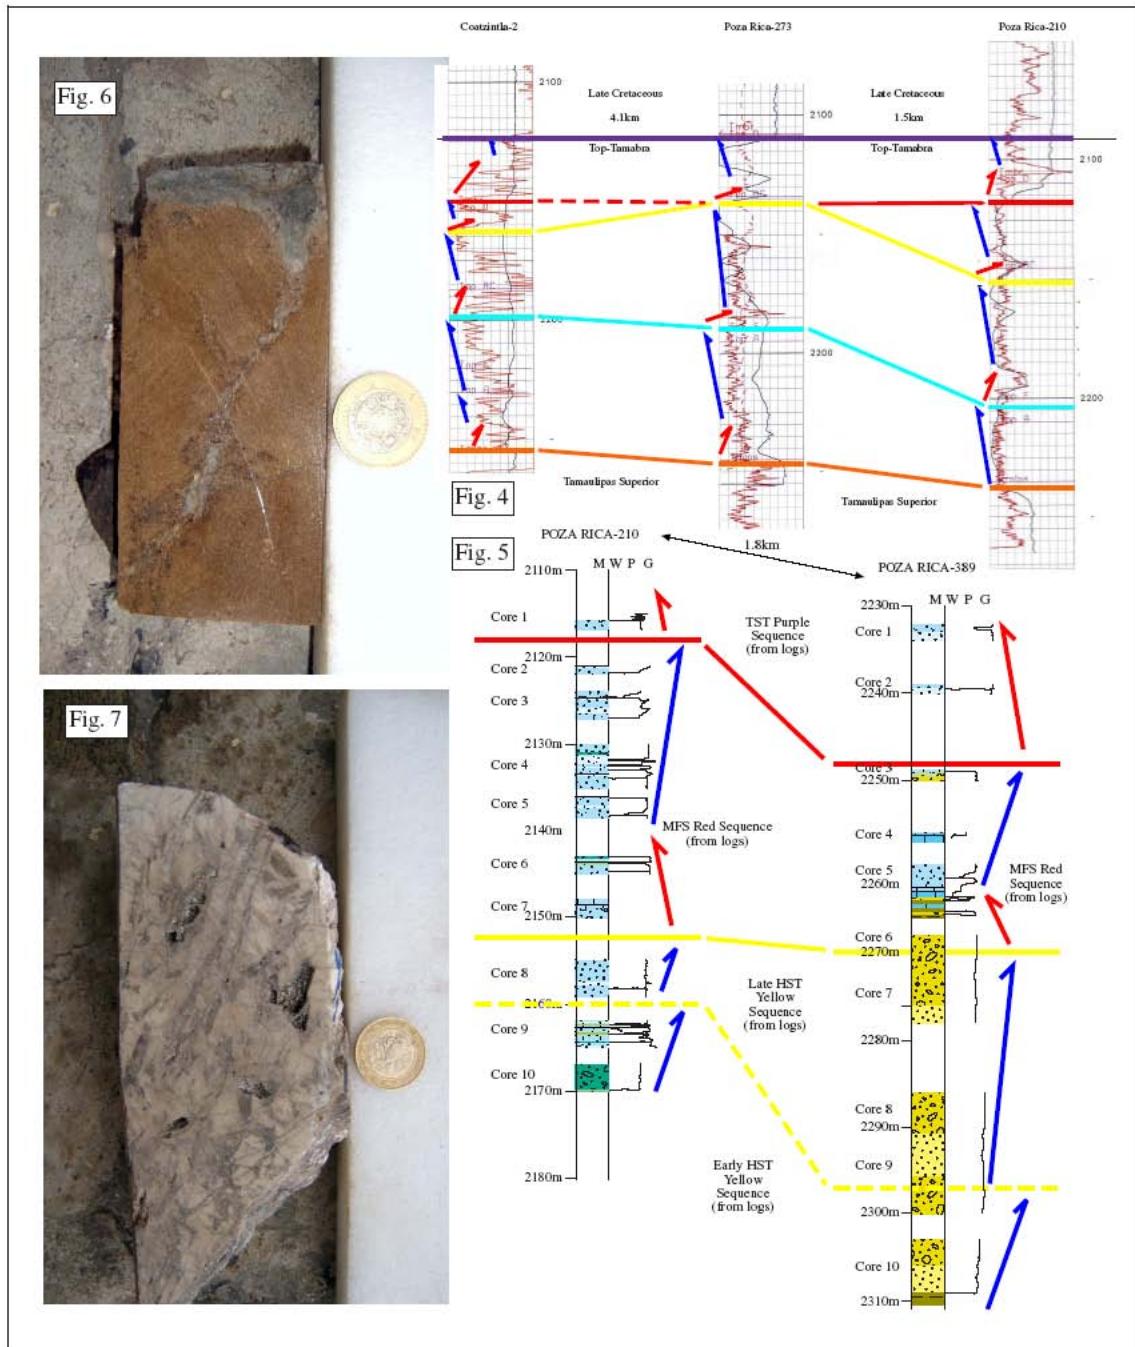 Coatzintla-2
Poza Rica-273
Poza Rica-210
Fig. 6
2100
Late Cretaceous
4.1km
2100
Late Cretaceous
1.5km
Top-Tamabra
Top-Tamabra
2100
2200
2200
Tamaulipas Superior
Tamaulipas Superior
Fig. 4
Fig. 5
POZA RICA-210
1.8km
POZA RICA-389
2110m
M W P G
M W P G
2230m
Core 1
TST Purple
Sequence
(from logs)
Core 1
2120m
Core 2
Core 2
2240m
Core 3
Fig. 7
2130m
Core 4
Core 3
2250m
Core 5
2140m
MFS Red Sequence
(from logs)
Core 4
Core 6
Core 5
2260m
MFS Red
Sequence
(from logs)
Core 7
2150m
Core 6
2270m
Core 8
Late HST
Yellow
Sequence
(from logs)
Core 7
2160m
Core 9
2280m
Core 10
2170m
Core 8
2290m
Early HST
Yellow
Sequence
(from logs)
Core 9
2180m
2300m
Core 10
2310m